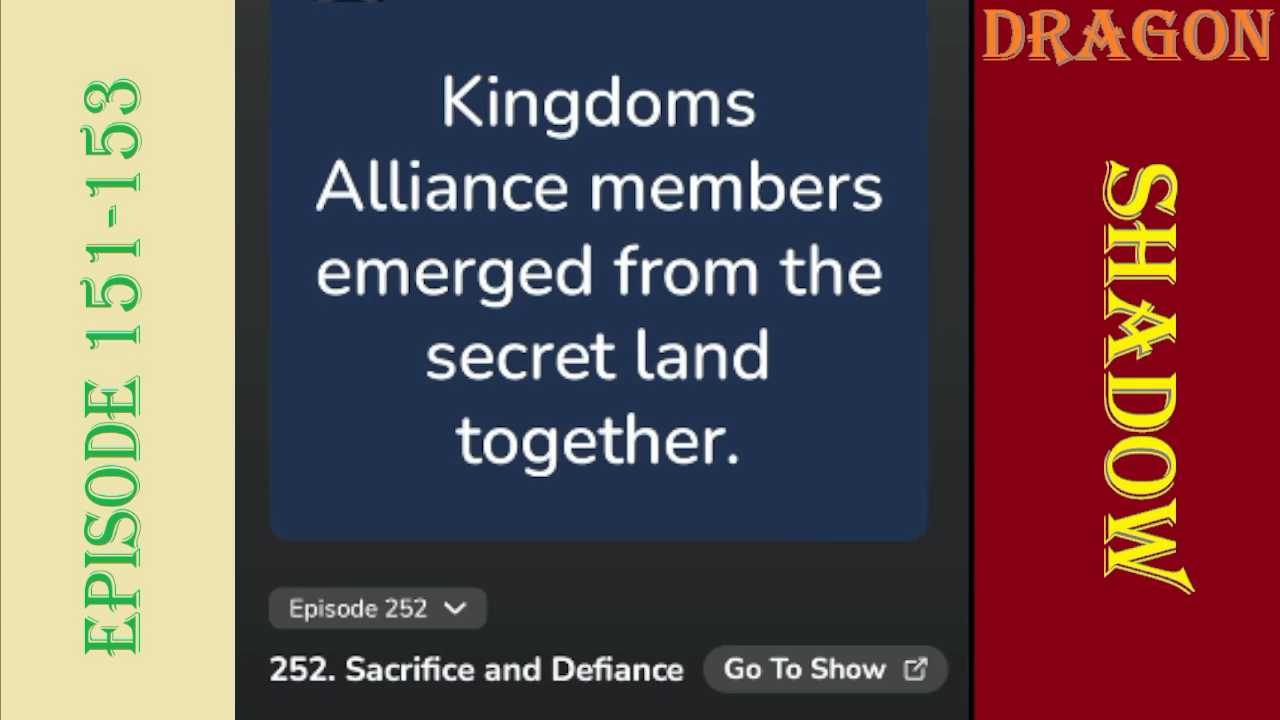 EPISODE 151-153
Kingdoms
Alliance members
emerged from the
secret land
together.
Episode 252
252. Sacrifice and Defiance
Go To Show
DRAGON
SHADOW